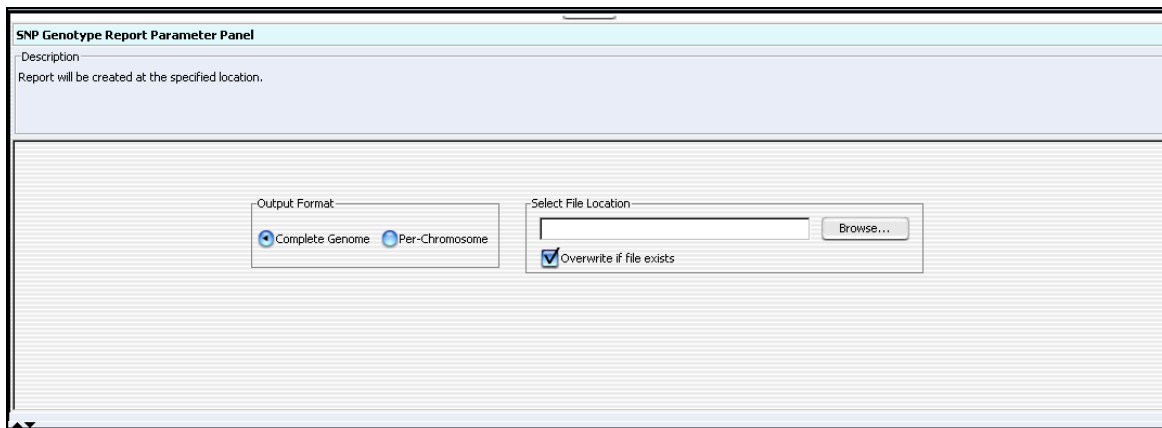 SNP Genotype Report Parameter Panel
Description
Report will be created at the specified location.
Output Format
Complete Genome Per-Chromosome
Select File Location
Browse...
Overwrite if file exists